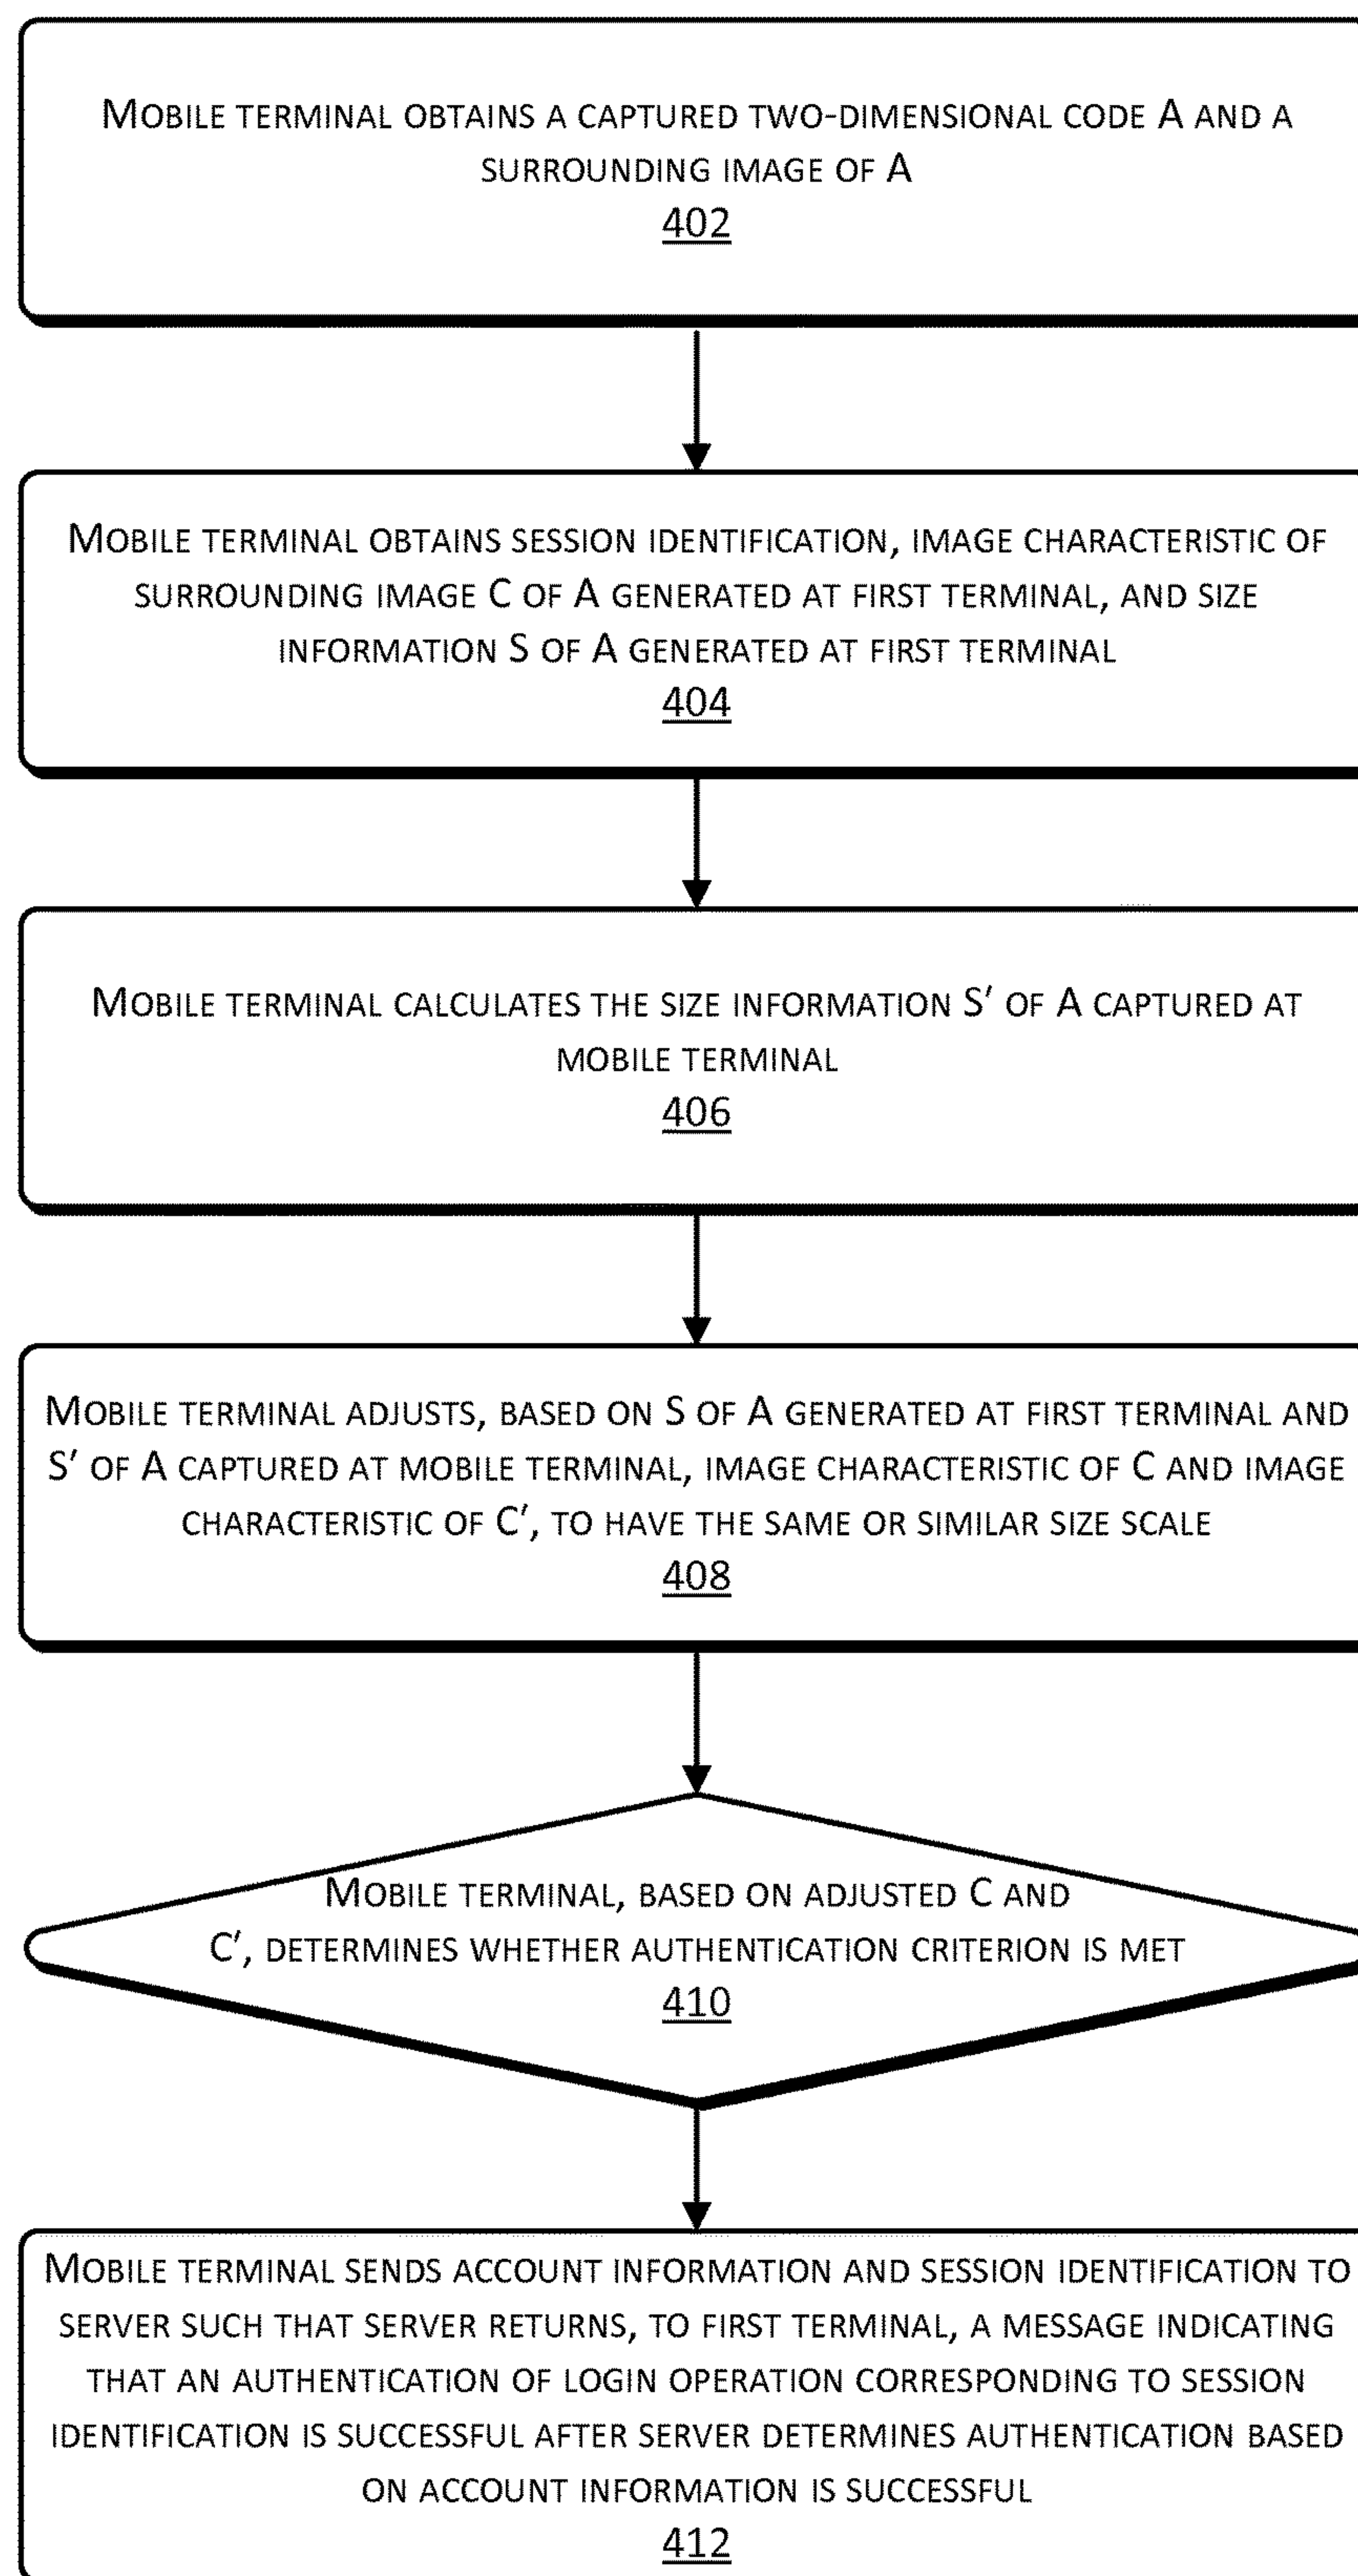 MOBILE TERMINAL OBTAINS A CAPTURED TWO-DIMENSIONAL CODE A AND A
SURROUNDING IMAGE OF A
402
MOBILE TERMINAL OBTAINS SESSION IDENTIFICATION, IMAGE CHARACTERISTIC OF
SURROUNDING IMAGE C OF A GENERATED AT FIRST TERMINAL, AND SIZE
INFORMATION S OF A GENERATED AT FIRST TERMINAL
404
MOBILE TERMINAL CALCULATES THE SIZE INFORMATION S' OF A CAPTURED AT
MOBILE TERMINAL
406
MOBILE TERMINAL ADJUSTS, BASED ON S OF A GENERATED AT FIRST TERMINAL AND
S' OF A CAPTURED AT MOBILE TERMINAL, IMAGE CHARACTERISTIC OF C AND IMAGE
CHARACTERISTIC OF C', TO HAVE THE SAME OR SIMILAR SIZE SCALE
408
MOBILE TERMINAL, BASED ON ADJUSTED C AND
C', DETERMINES WHETHER AUTHENTICATION CRITERION IS MET
410
MOBILE TERMINAL SENDS ACCOUNT INFORMATION AND SESSION IDENTIFICATION TO
SERVER SUCH THAT SERVER RETURNS, TO FIRST TERMINAL, A MESSAGE INDICATING
THAT AN AUTHENTICATION OF LOGIN OPERATION CORRESPONDING TO SESSION
IDENTIFICATION IS SUCCESSFUL AFTER SERVER DETERMINES AUTHENTICATION BASED
ON ACCOUNT INFORMATION IS SUCCESSFUL
412